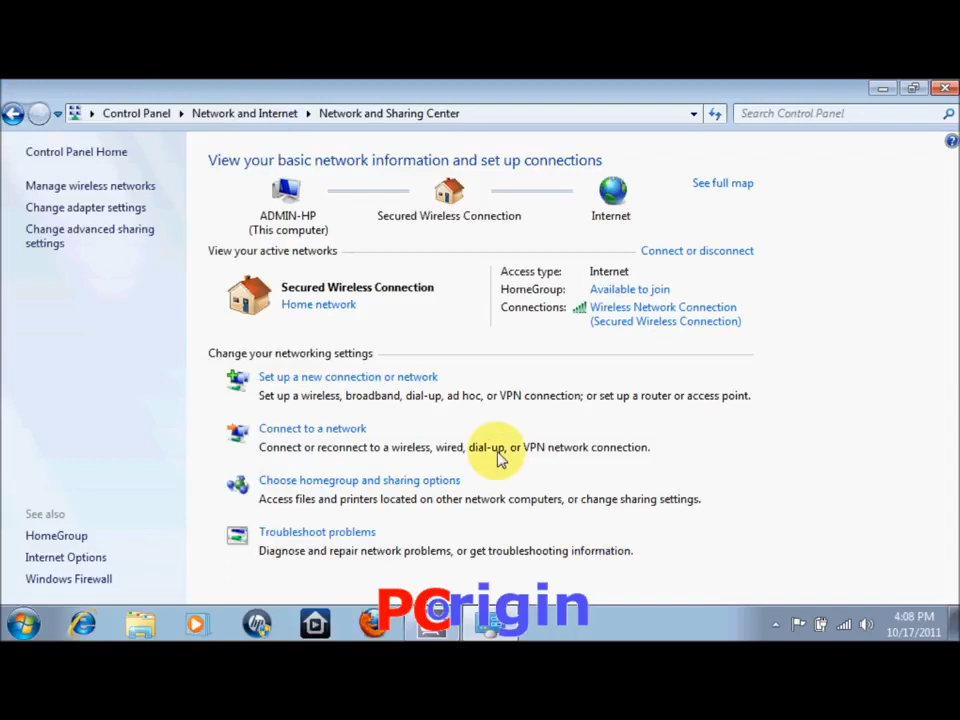 Control Panel Network and Internet Network and Sharing Center Search Control Panel
Control Panel Home
Manage wireless networks
Change adapter settings
Change advanced sharing
settings
See also
HomeGroup
Internet Options
Windows Firewall
View your basic network information and set up connections
See full map
ADMIN-HP
(This computer)
Secured Wireless Connection
Internet
View your active networks
Connect or disconnect
Secured Wireless Connection
Home network
Access type: Internet
HomeGroup: Available to join
Connections: Wireless Network Connection
(Secured Wireless Connection)
Change your networking settings
Set up a new connection or network
Set up a wireless, broadband, dial-up, ad hoc, or VPN connection; or set up a router or access point.
Connect to a network
Connect or reconnect to a wireless, wired, dial-up, or VPN network connection.
Choose homegroup and sharing options
Access files and printers located on other network computers, or change sharing settings.
Troubleshoot problems
Diagnose and repair network problems, or get troubleshooting information.
PCorigin
hp
4:08 PM
10/17/2011